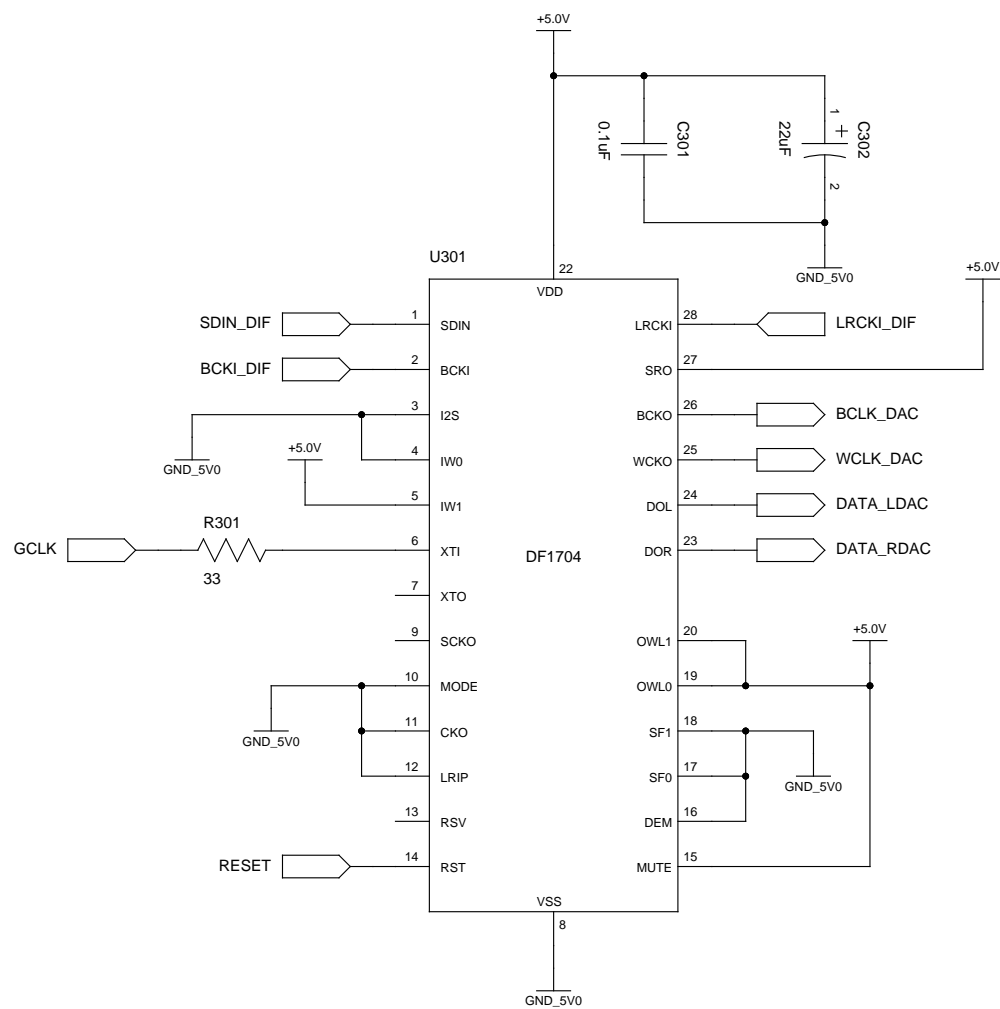 +5.0V
1
+
C302
22uF
2
C301
0.1uF
GND_5V0
U301
22
VDD
+5.0V
SDIN_DIF
1
SDIN
LRCKI
28
LRCKI_DIF
BCKI_DIF
2
BCKI
SRO
27
3
I2S
BCKO
26
BCLK_DAC
GND_5V0
+5.0V
4
IW0
WCKO
25
WCLK_DAC
5
IW1
DOL
24
DATA_LDAC
GCLK
R301
33
6
XTI
DF1704
DOR
23
DATA_RDAC
7
XTO
9
SCKO
OWL1
20
+5.0V
10
MODE
OWL0
19
GND_5V0
11
CKO
SF1
18
12
LRIP
SF0
17
GND_5V0
13
RSV
DEM
16
RESET
14
RST
MUTE
15
VSS
8
GND_5V0